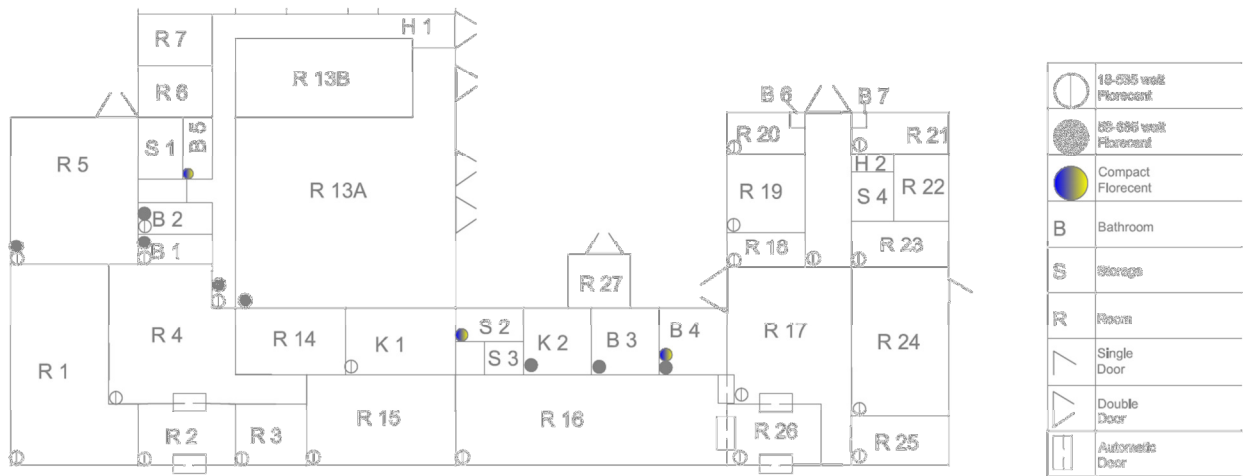 H 1
R 7
R 13B
R 6
B 5
S 1
B 6
B 7
R 20
R 21
R 5
R 13A
H 2
R 19
S 4
R 22
B 2
B 1
R 18
R 23
R 27
R 4
R 14
K 1
S 2
S 3
K 2
B 3
B 4
R 17
R 24
R 1
R 15
R 16
R 2
R 3
R 26
R 25
Florecent
Florecent
Compact
Florecent
B
Bathroom
S
Storage
R
Room
Single
Door
Double
Door
Automatic
Door